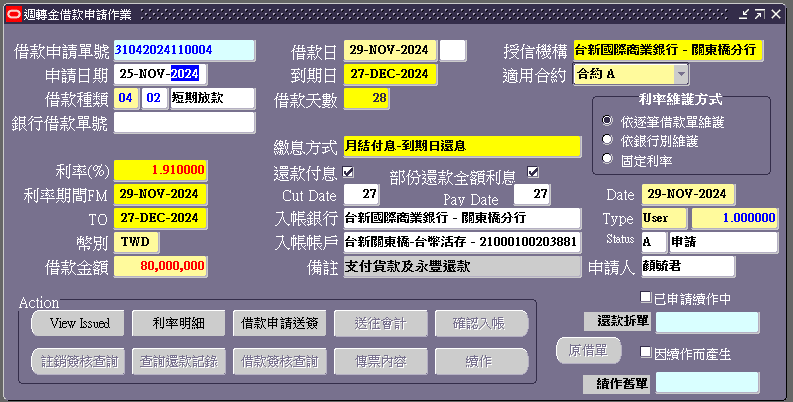 週轉金借款申請作業
借款申請單號 31042024110004 借款日 29-NOV-2024 授信機構 台新國際商業銀行 - 關東橋分行
申請日期 25-NOV-2024 到期日 27-DEC-2024 適用合約 合約 A
借款種類 04 02 短期放款 借款天數 28 利率維護方式
銀行借款單號 依逐筆借款單維護
繳息方式 月結付息-到期日還息 依銀行別維護
利率(%) 1.910000 還款付息 部份還款全額利息 固定利率
利率期間FM 29-NOV-2024 Cut Date 27 Pay Date 27 Date 29-NOV-2024
TO 27-DEC-2024 入帳銀行 台新國際商業銀行 - 關東橋分行 Type User 1.000000
幣別 TWD 入帳帳戶 台新關東橋-台幣活存 - 21000100203881 Status A 申請
借款金額 80,000,000 備註 支付貨款及永豐還款 申請人 顏毓君
Action 已申請續作中
View Issued 利率明細 借款申請送簽 送往會計 確認入帳 還款拆單
註銷簽核查詢 查詢還款記錄 借款簽核查詢 傳票內容 續作 原借單 因續作而產生
續作舊單